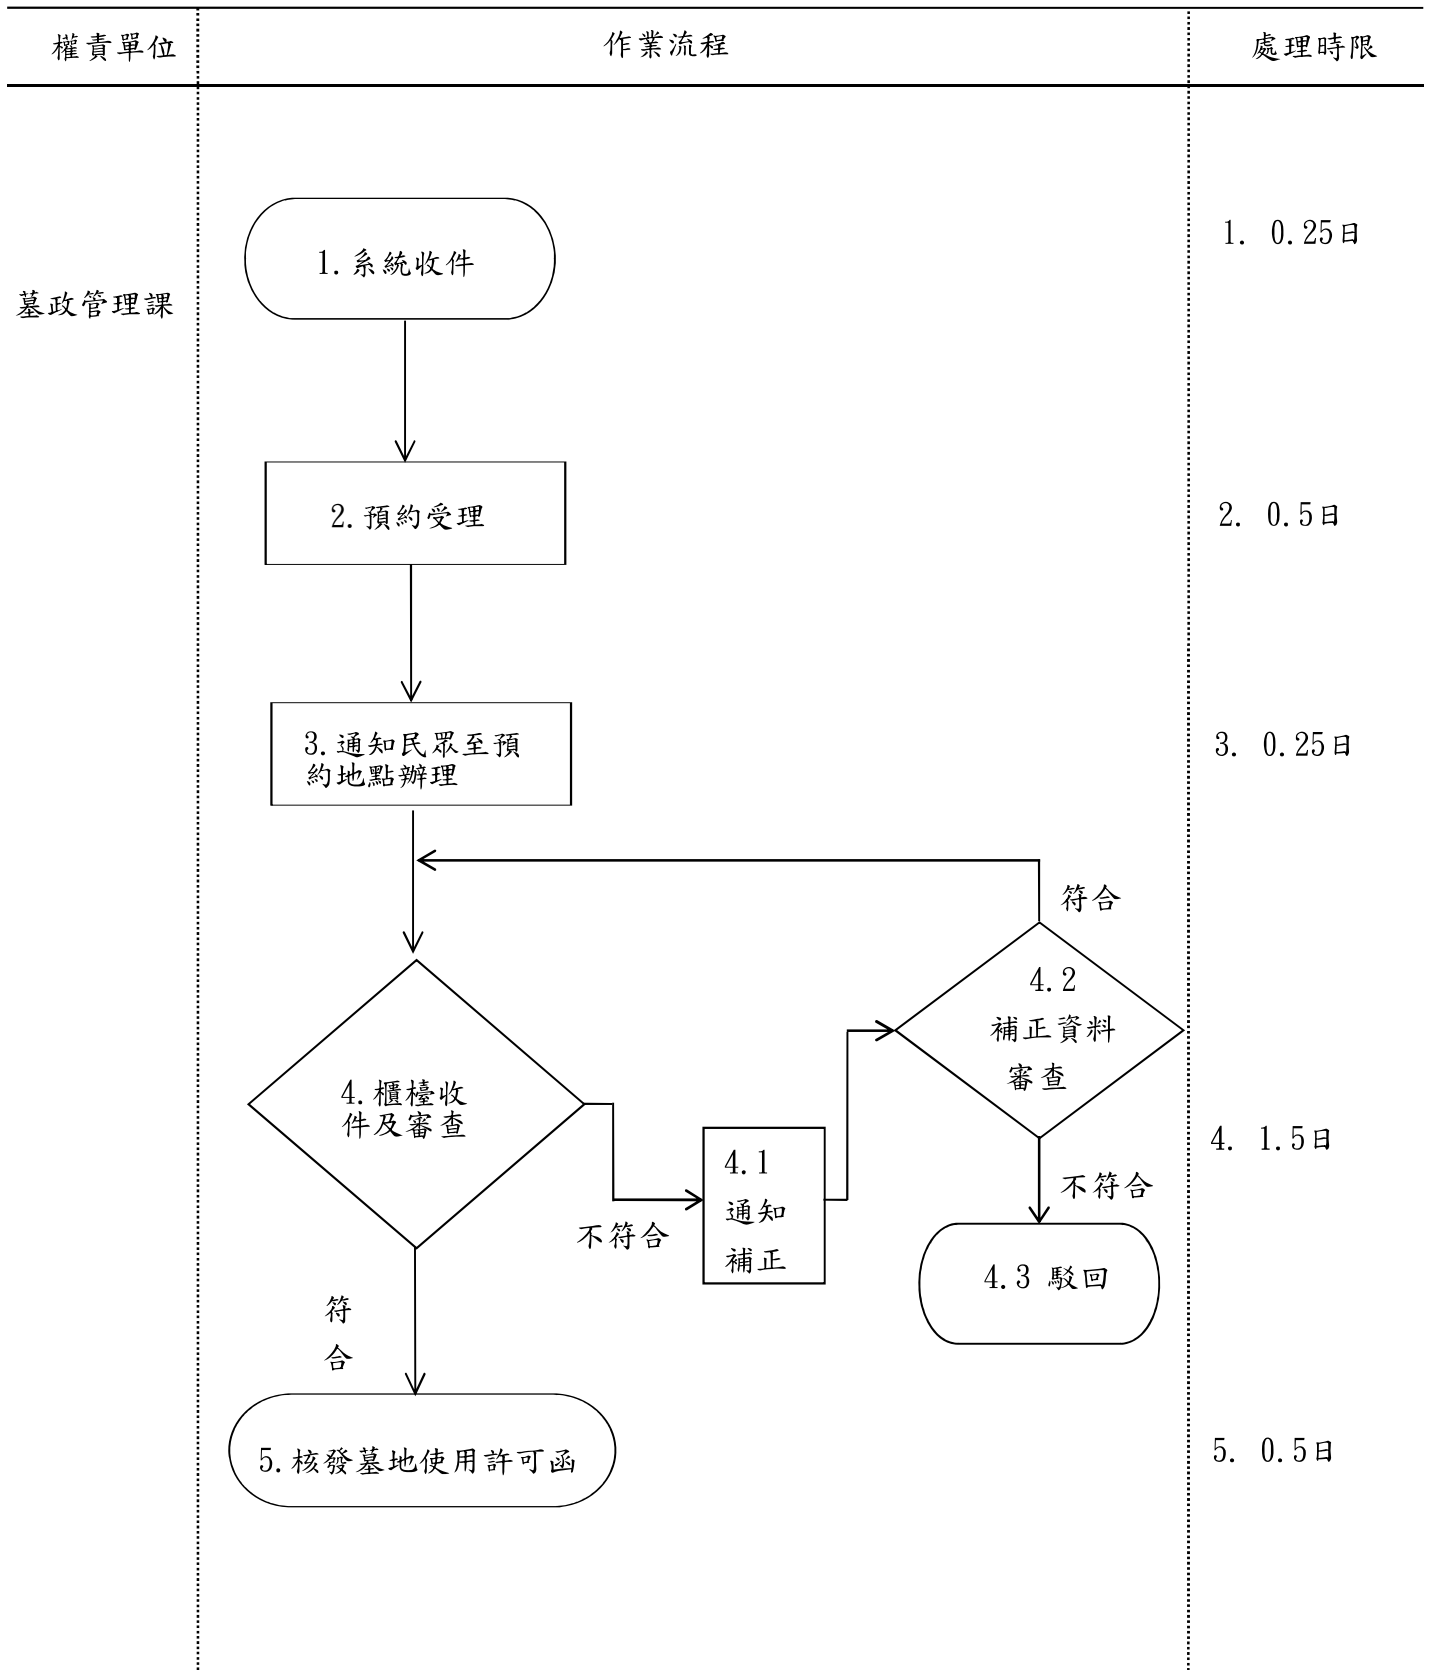 權責單位
作業流程
處理時限
1.系統收件
1. 0.25日
墓政管理課
2.預約受理
2. 0.5日
3.通知民眾至預
約地點辦理
3. 0.25日
符合
4.2
補正資料
審查
4.櫃檯收
件及審查
4. 1.5日
4.1
通知
補正
不符合
不符合
4.3 駁回
符
合
5.核發墓地使用許可函
5. 0.5日